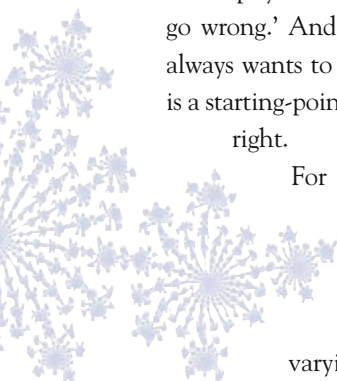 go wrong.’ And
always wants to
is a starting-poin
right.
For
varyi